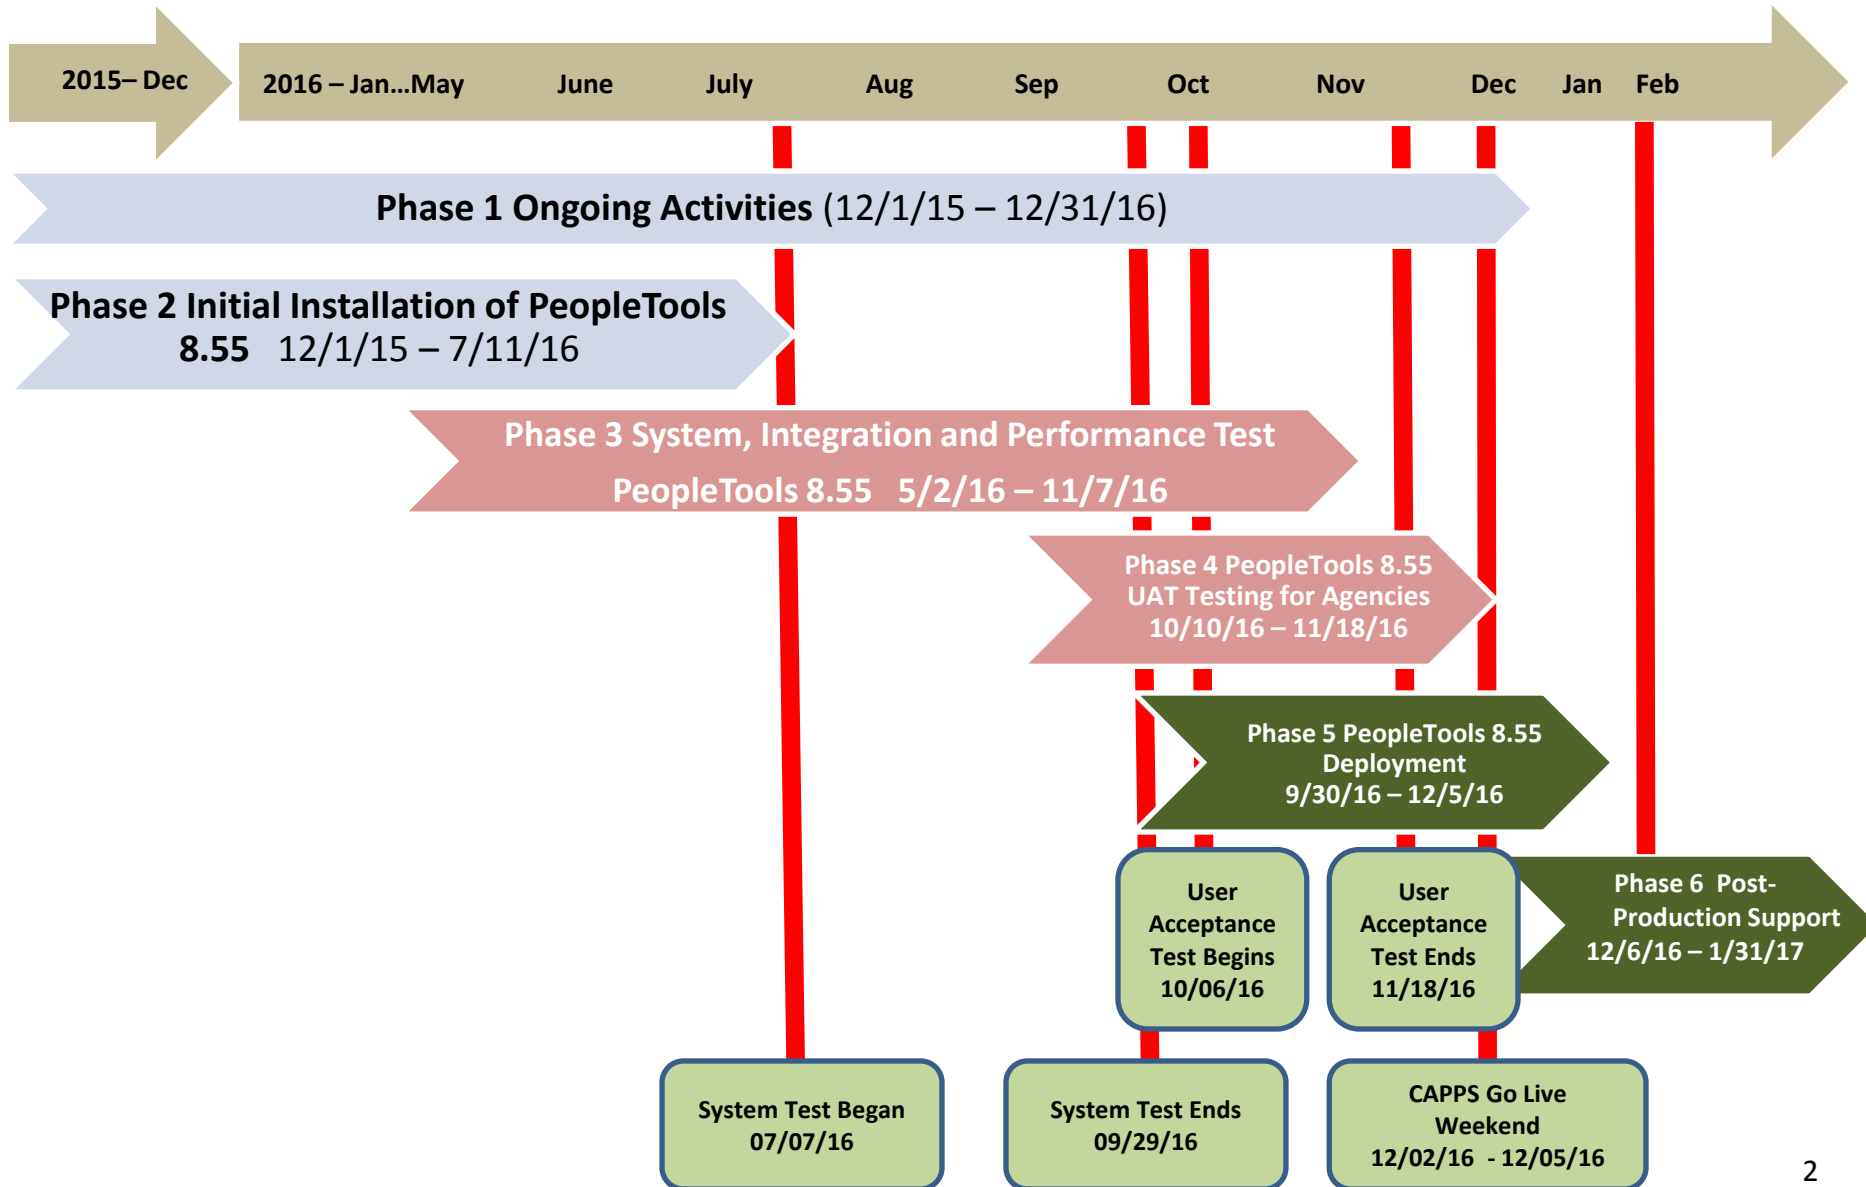 2015– Dec
2016 – Jan…May June July Aug Sep Oct Nov Dec Jan Feb
Phase 1 Ongoing Activities (12/1/15 – 12/31/16)
Phase 2 Initial Installation of PeopleTools
8.55 12/1/15 – 7/11/16
Phase 3 System, Integration and Performance Test
PeopleTools 8.55 5/2/16 – 11/7/16
Phase 4 PeopleTools 8.55
UAT Testing for Agencies
10/10/16 – 11/18/16
Phase 5 PeopleTools 8.55
Deployment
9/30/16 – 12/5/16
User
Acceptance
Test Begins
10/06/16
User
Acceptance
Test Ends
11/18/16
Phase 6 Post-
Production Support
12/6/16 – 1/31/17
System Test Began
07/07/16
System Test Ends
09/29/16
CAPPS Go Live
Weekend
12/02/16 - 12/05/16
2